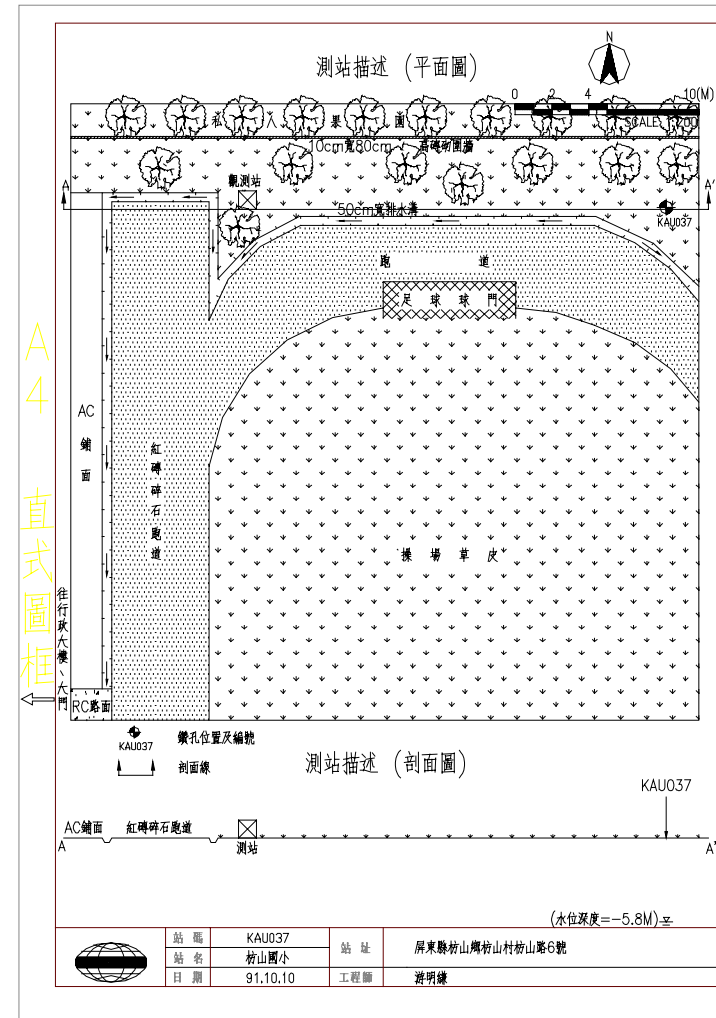 測站描述 (平面圖)
N
0 2 4 10(M)
SCALE 1:200
私人果園
10cm寬80cm 高磚砌圍牆
觀測站
A A'
50cm寬排水溝
KAU037
跑道
足球球門
A4 直式圖框
AC鋪面
紅磚碎石跑道
操場草皮
往行政大樓、大門
RC路面
KAU037 鑽孔位置及編號
剖面線
測站描述 (剖面圖)
KAU037
AC鋪面 紅磚碎石跑道
測站
A A'
(水位深度=-5.8M)
站碼 KAU037
站名 枋山國小
站址 屏東縣枋山鄉枋山村枋山路6號
日期 91.10.10
工程師 游明鎌